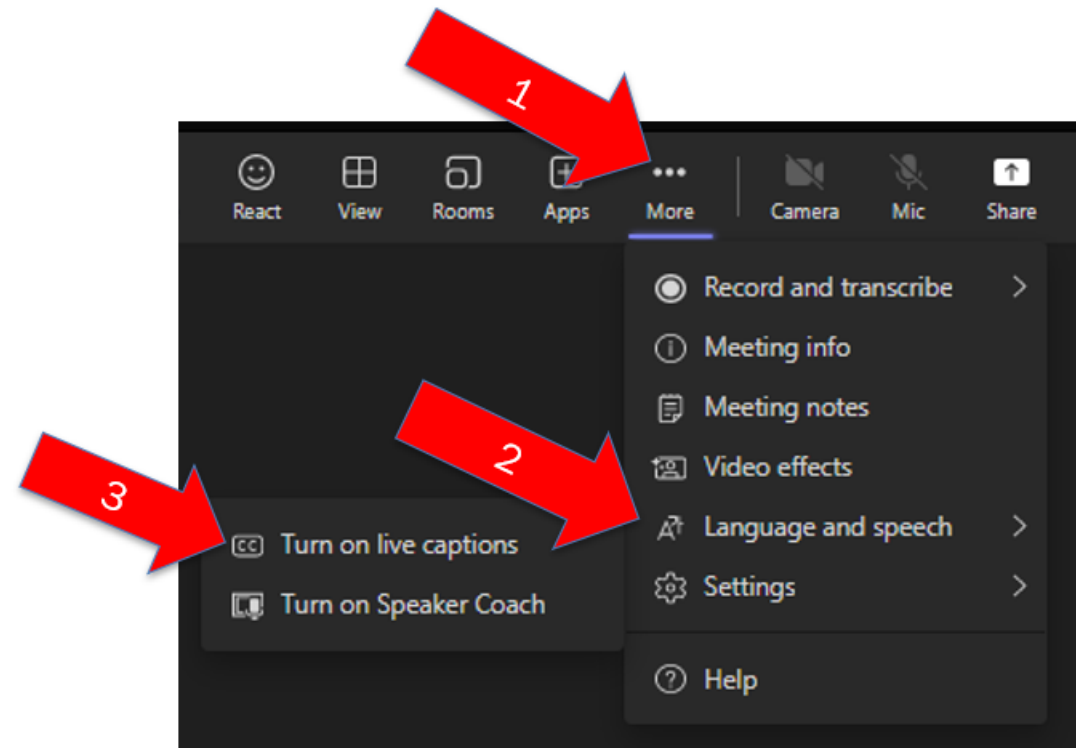 1
React View Rooms Apps More Camera Mic Share
Record and transcribe
Meeting info
Meeting notes
Video effects
2
Language and speech
Settings
Help
3
CC Turn on live captions
Turn on Speaker Coach